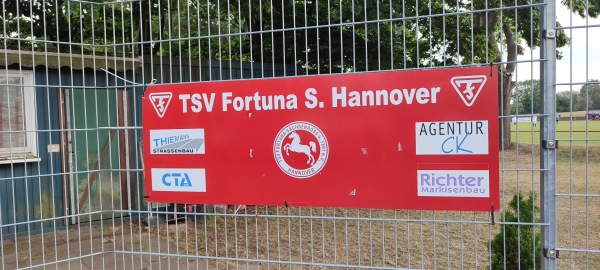 TSV Fortuna S. Hannover
THIEMANN
STRASSENBAU
CTA
HANNOVER
AGENTUR
CK
Richter
Markisenbau